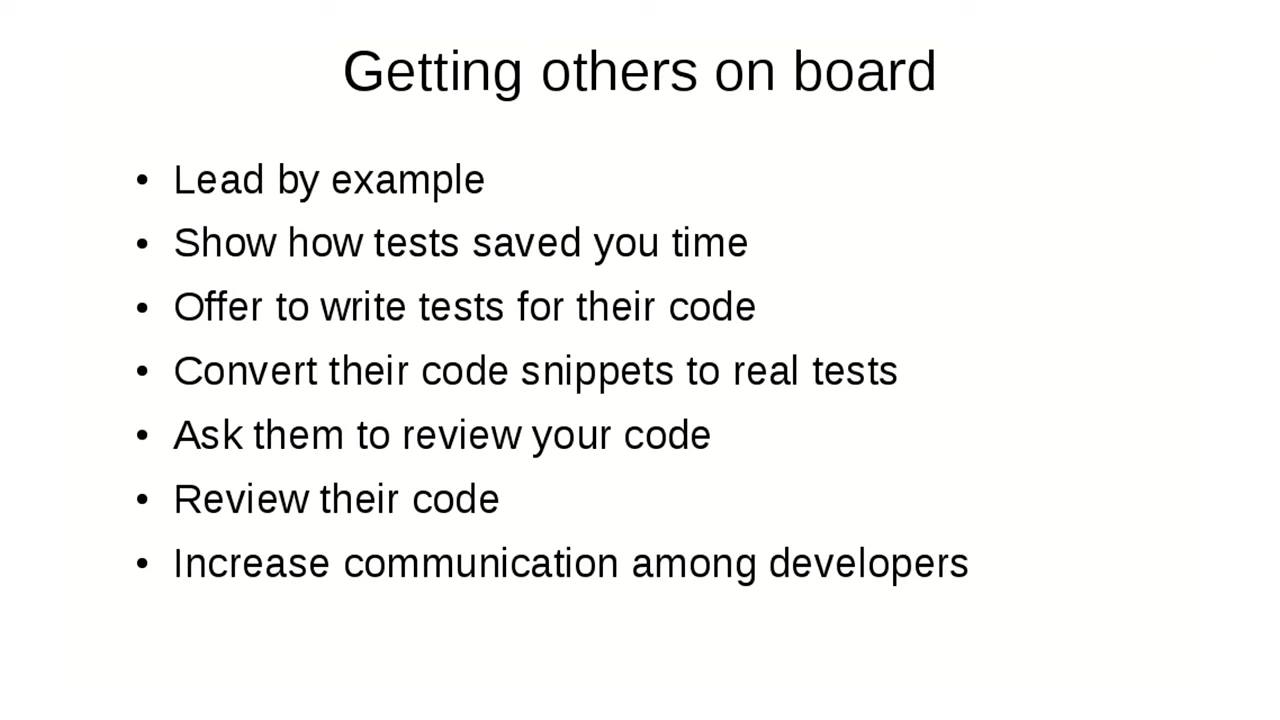 Getting others on board
• Lead by example
• Show how tests saved you time
• Offer to write tests for their code
• Convert their code snippets to real tests
• Ask them to review your code
• Review their code
• Increase communication among developers